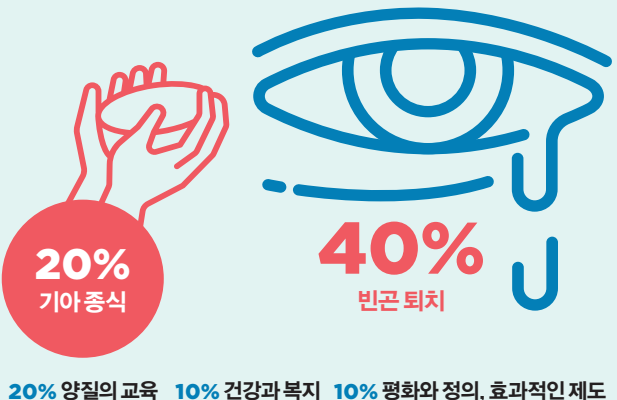 20%
기아 종식
40%
빈곤 퇴치
20% 양질의 교육 10% 건강과 복지 10% 평화와 정의, 효과적인 제도